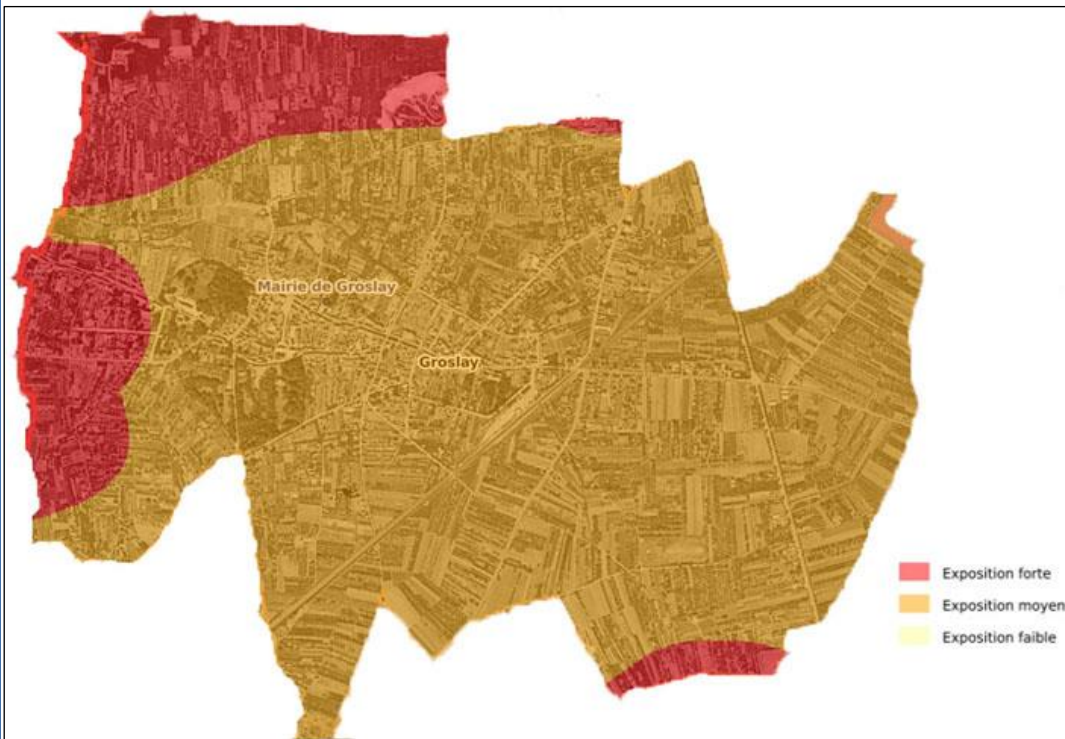 Mairie de Groslay
Groslay
Exposition forte
Exposition moyen
Exposition faible